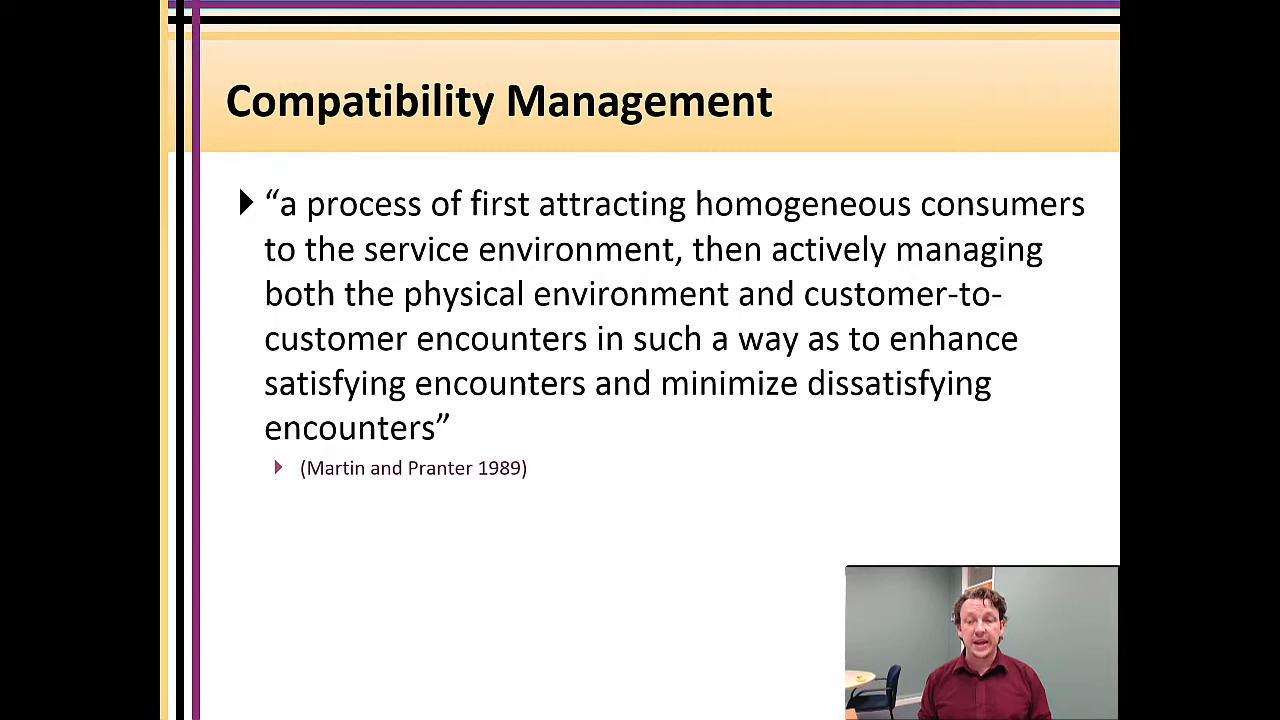 Compatibility Management
“a process of first attracting homogeneous consumers
to the service environment, then actively managing
both the physical environment and customer-to-
customer encounters in such a way as to enhance
satisfying encounters and minimize dissatisfying
encounters”
(Martin and Pranter 1989)